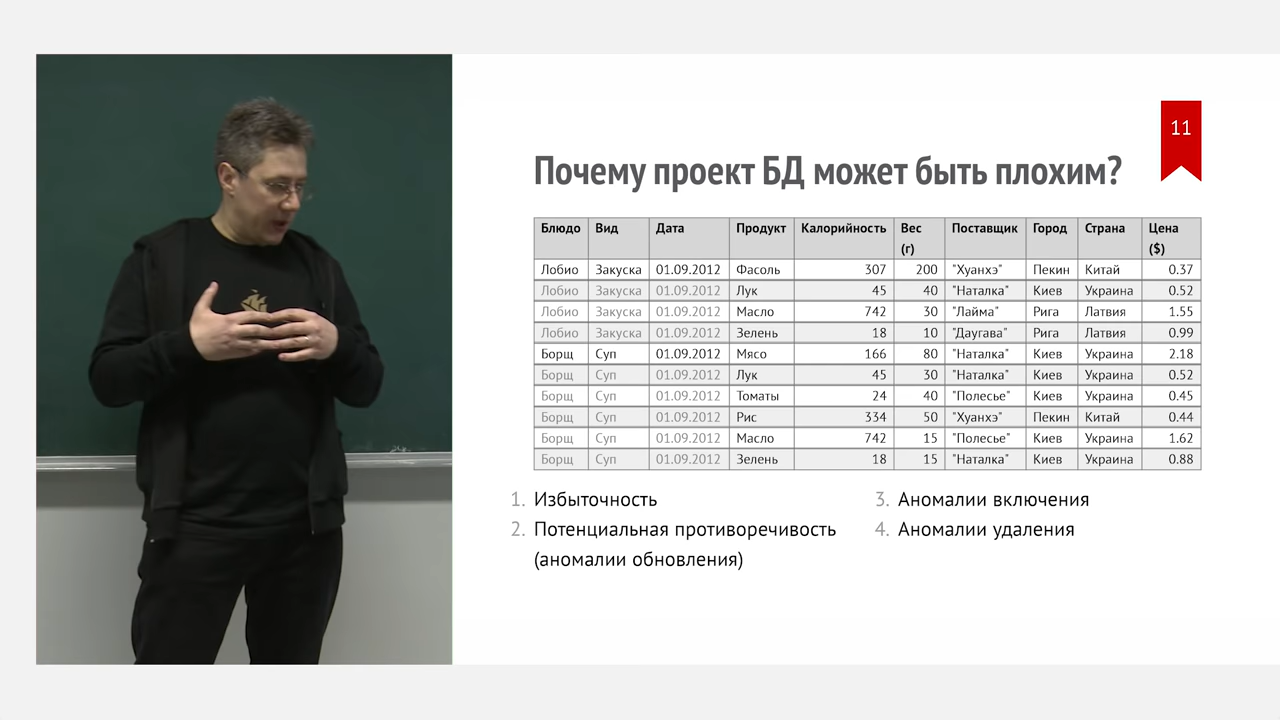 11
Почему проект БД может быть плохим?
Блюдо Вид Дата Продукт Калорийность Вес (г) Поставщик Город Страна Цена ($)
Лобио Закуска 01.09.2012 Фасоль 307 200 "Хуанхэ" Пекин Китай 0.37
Лобио Закуска 01.09.2012 Лук 45 40 "Наталка" Киев Украина 0.52
Лобио Закуска 01.09.2012 Масло 742 30 "Лайма" Рига Латвия 1.55
Лобио Закуска 01.09.2012 Зелень 18 10 "Даугава" Рига Латвия 0.99
Борщ Суп 01.09.2012 Мясо 166 80 "Наталка" Киев Украина 2.18
Борщ Суп 01.09.2012 Лук 45 30 "Наталка" Киев Украина 0.52
Борщ Суп 01.09.2012 Томаты 24 40 "Полесье" Киев Украина 0.45
Борщ Суп 01.09.2012 Рис 334 50 "Хуанхэ" Пекин Китай 0.44
Борщ Суп 01.09.2012 Масло 742 15 "Полесье" Киев Украина 1.62
Борщ Суп 01.09.2012 Зелень 18 15 "Наталка" Киев Украина 0.88
1. Избыточность
2. Потенциальная противоречивость
(аномалии обновления)
3. Аномалии включения
4. Аномалии удаления